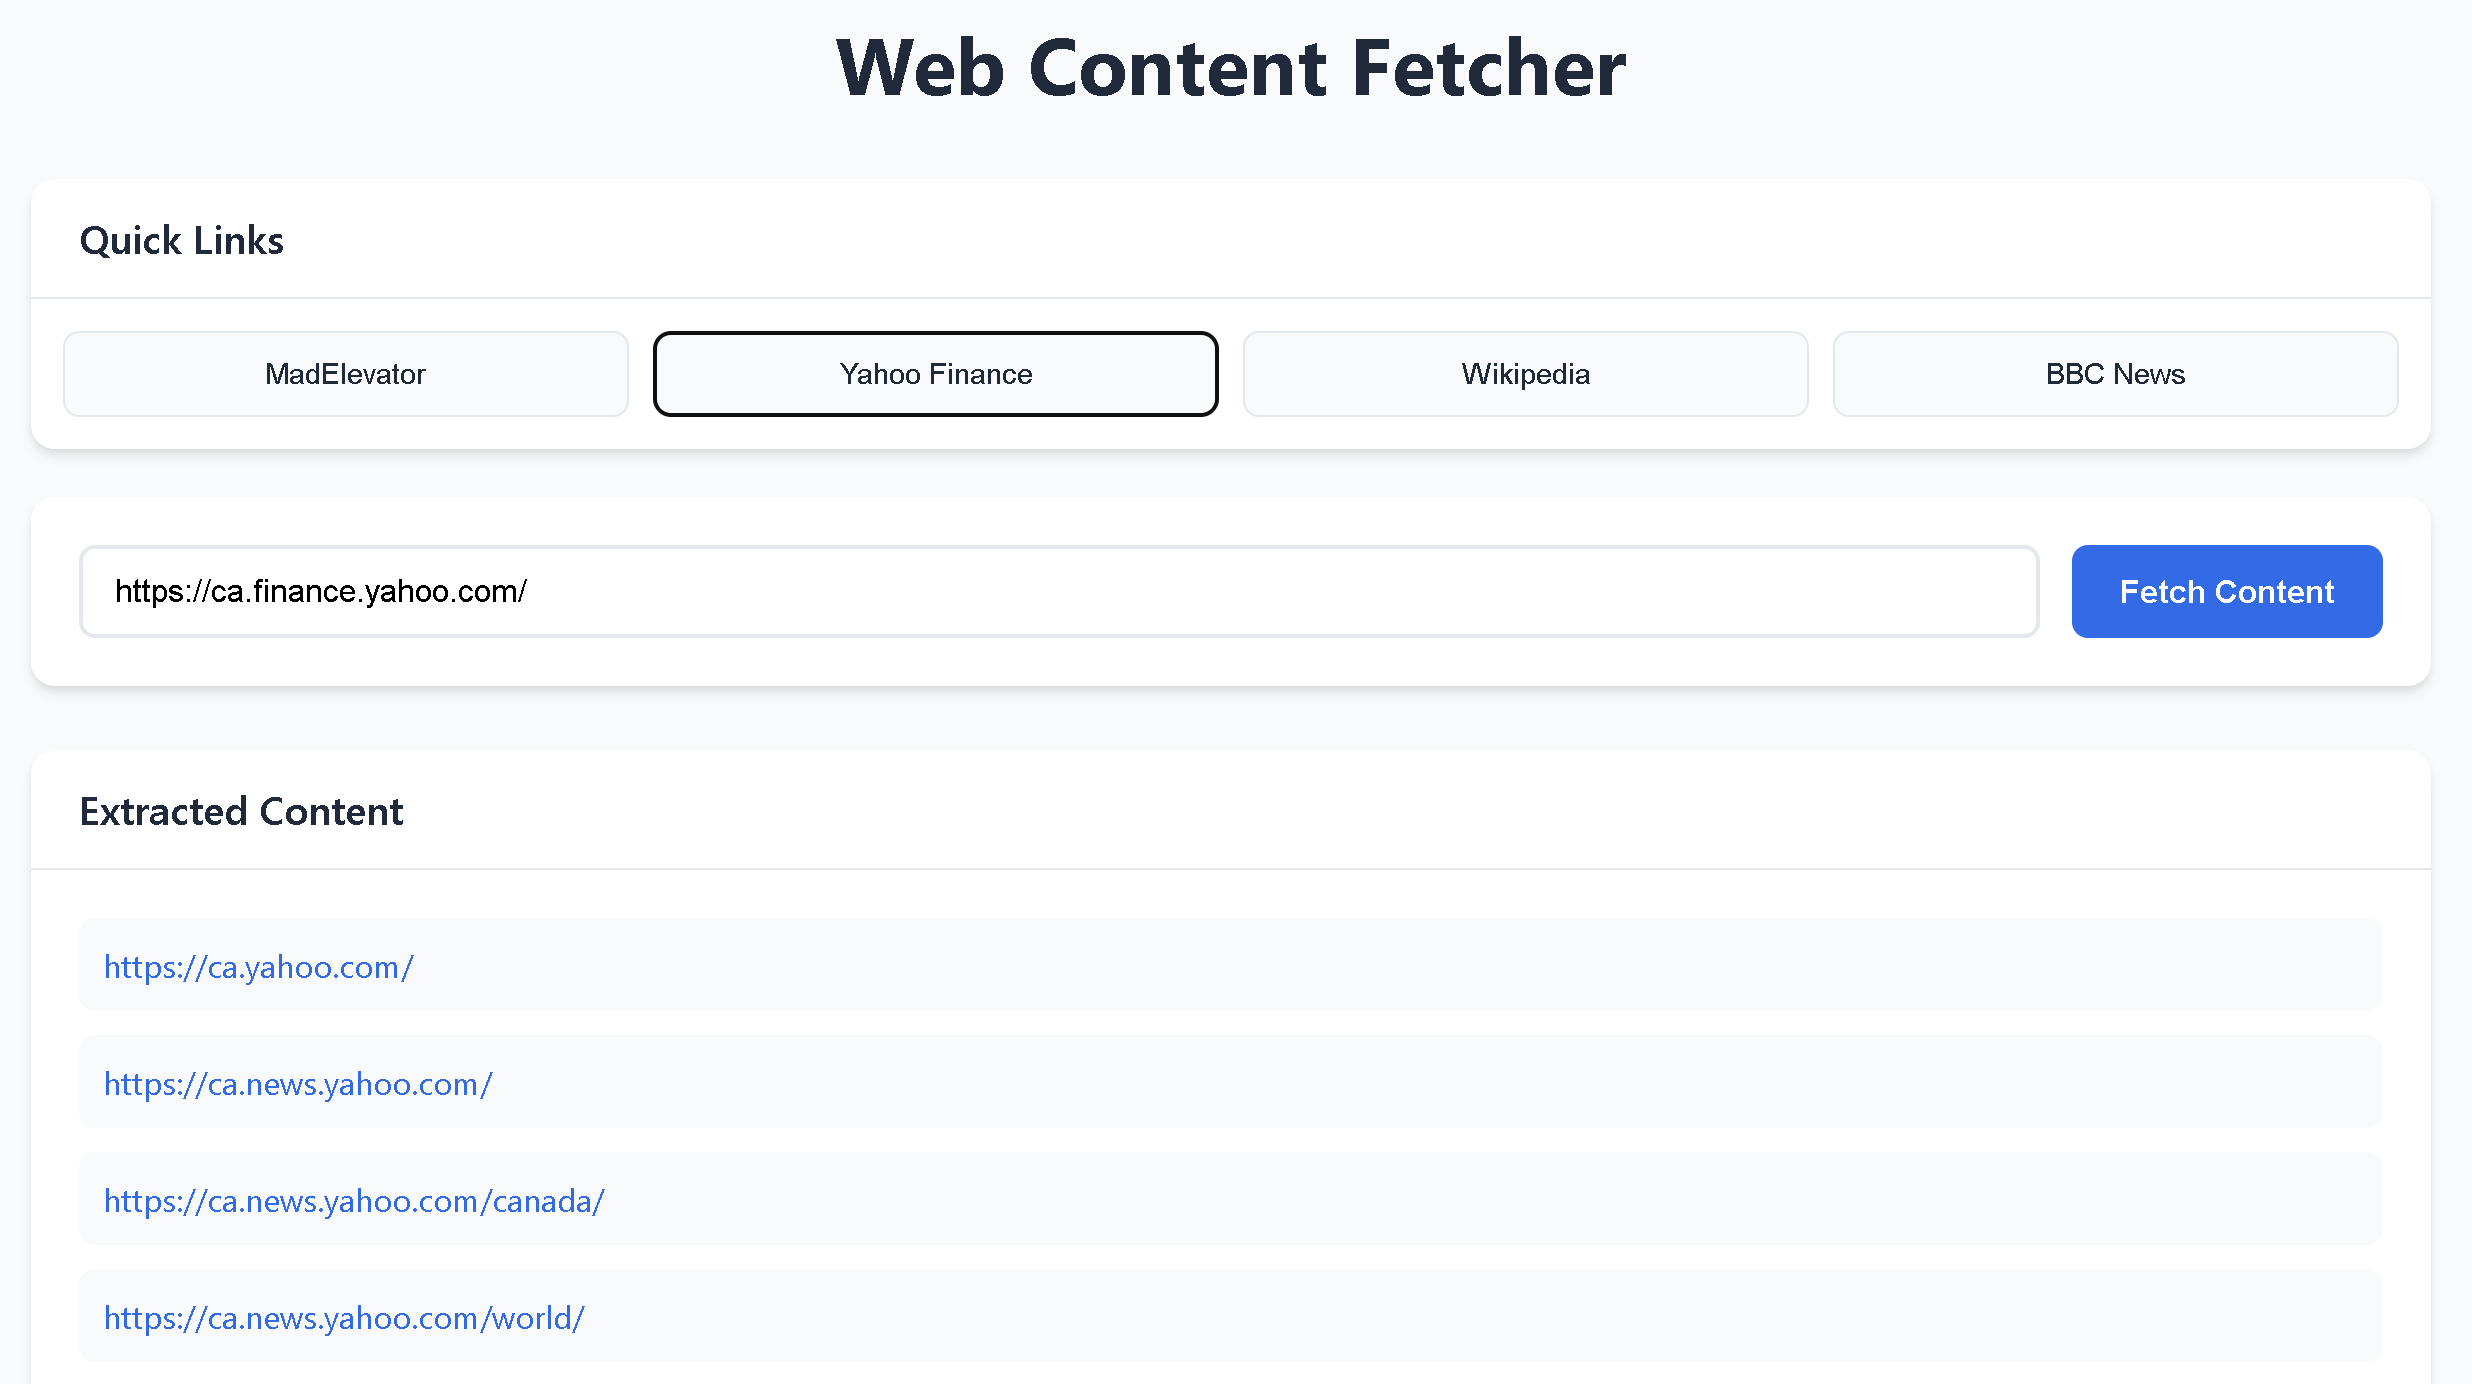 Web Content Fetcher
Quick Links
MadElevator
Yahoo Finance
Wikipedia
BBC News
https://ca.finance.yahoo.com/
Fetch Content
Extracted Content
https://ca.yahoo.com/
https://ca.news.yahoo.com/
https://ca.news.yahoo.com/canada/
https://ca.news.yahoo.com/world/